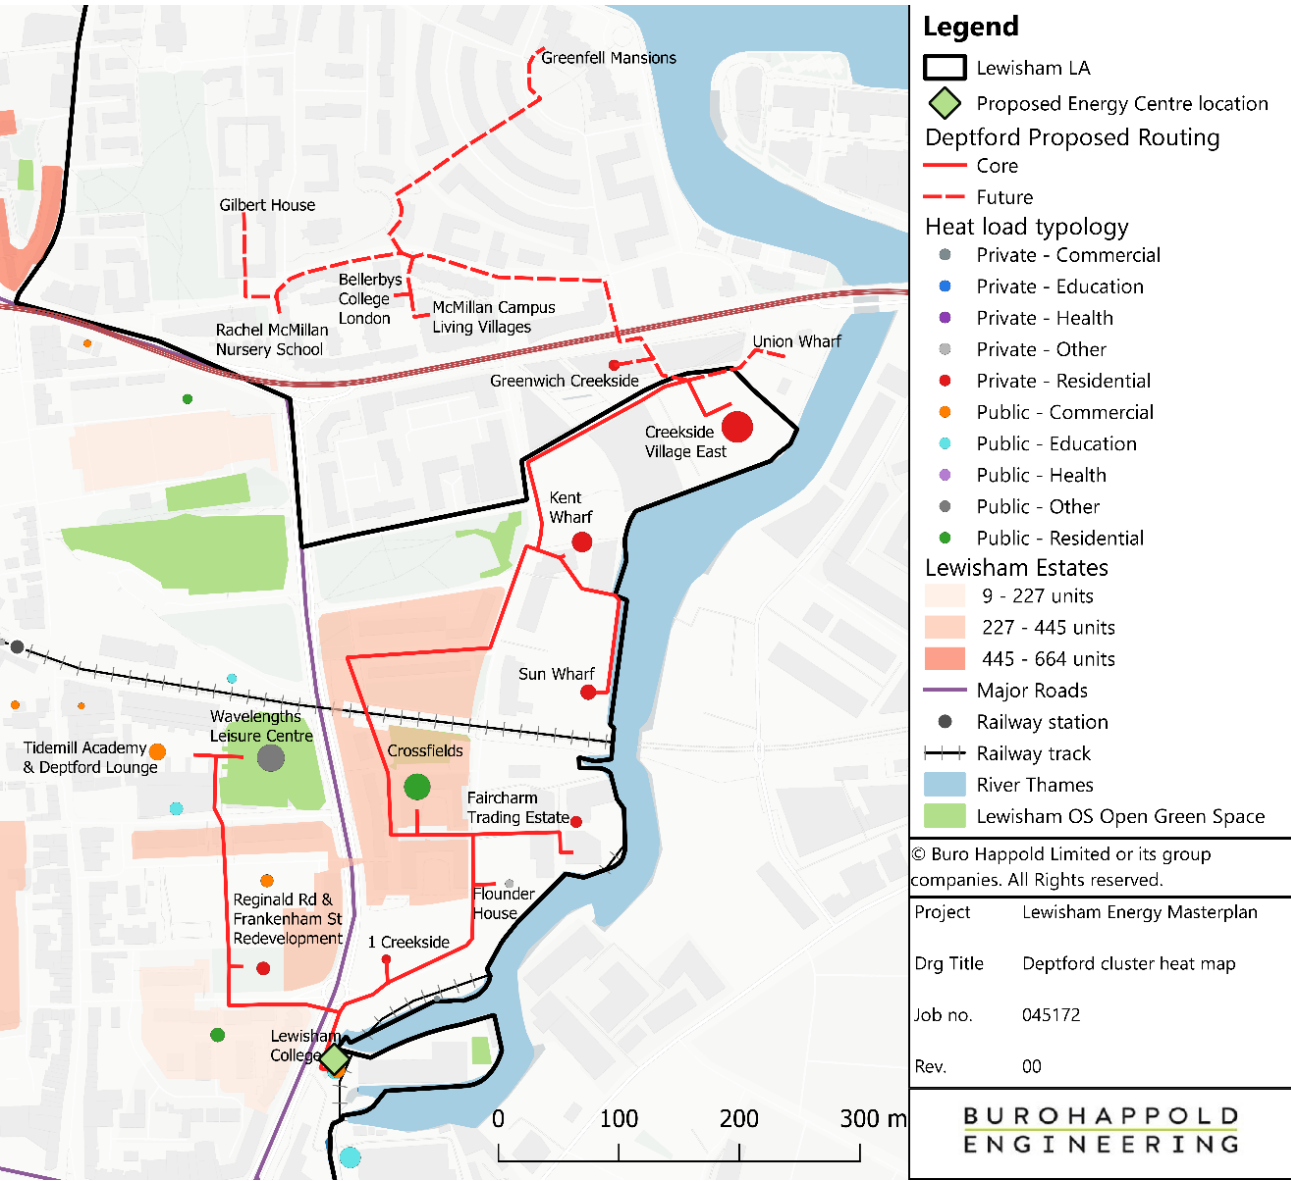 Greenfell Mansions
Gilbert House
Bellerbys
College
London
McMillan Campus
Living Villages
Rachel McMillan
Nursery School
Union Wharf
Greenwich Creekside
Creekside
Village East
Kent
Wharf
Sun Wharf
Wavelengths
Leisure Centre
Tidemill Academy
& Deptford Lounge
Crossfields
Faircharm
Trading Estate
Reginald Rd &
Frankenham St
Redevelopment
Flounder
House
1 Creekside
Lewisham
College
0 100 200 300 m
Legend
Lewisham LA
Proposed Energy Centre location
Deptford Proposed Routing
Core
Future
Heat load typology
Private - Commercial
Private - Education
Private - Health
Private - Other
Private - Residential
Public - Commercial
Public - Education
Public - Health
Public - Other
Public - Residential
Lewisham Estates
9 - 227 units
227 - 445 units
445 - 664 units
Major Roads
Railway station
Railway track
River Thames
Lewisham OS Open Green Space
© Buro Happold Limited or its group
companies. All Rights reserved.
Project Lewisham Energy Masterplan
Drg Title Deptford cluster heat map
Job no. 045172
Rev. 00
BUROHAPPOLD
ENGINEERING